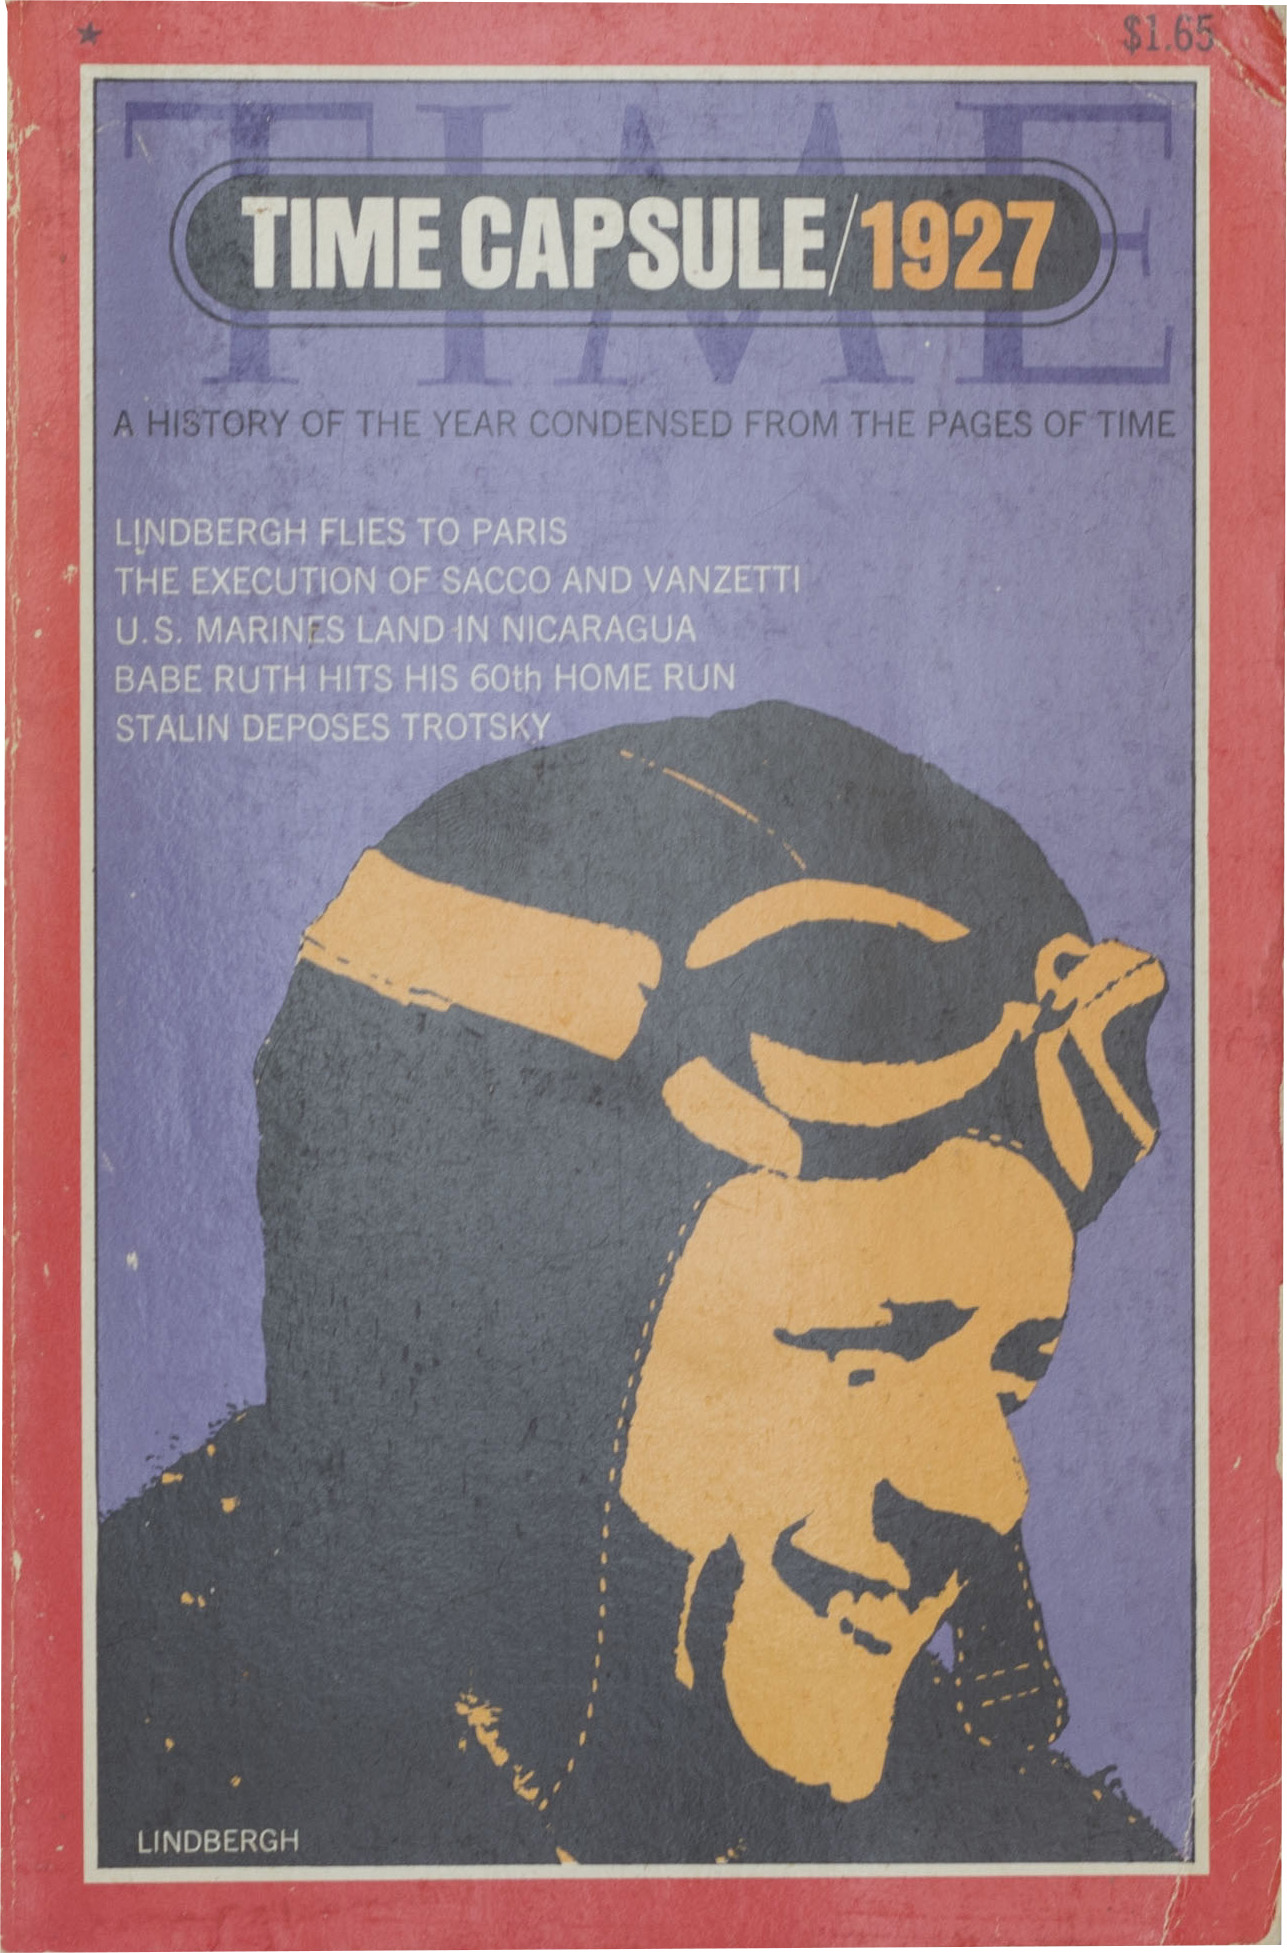 ★ $1.65
TIME
TIME CAPSULE/1927
A HISTORY OF THE YEAR CONDENSED FROM THE PAGES OF TIME
LINDBERGH FLIES TO PARIS
THE EXECUTION OF SACCO AND VANZETTI
U.S. MARINES LAND IN NICARAGUA
BABE RUTH HITS HIS 60th HOME RUN
STALIN DEPOSES TROTSKY
LINDBERGH